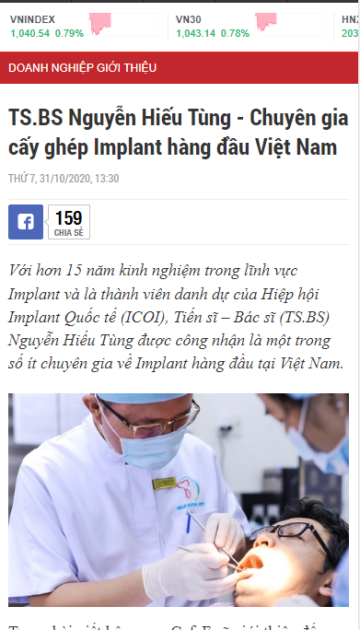 VNINDEX VN30 HN
1,040.54 0.79% 1,043.14 0.78% 203
DOANH NGHIỆP GIỚI THIỆU
TS.BS Nguyễn Hiếu Tùng - Chuyên gia
cấy ghép Implant hàng đầu Việt Nam
THỨ 7, 31/10/2020, 13:30
159
CHIA SẺ
Với hơn 15 năm kinh nghiệm trong lĩnh vực
Implant và là thành viên danh dự của Hiệp hội
Implant Quốc tế (ICOI), Tiến sĩ – Bác sĩ (TS.BS)
Nguyễn Hiếu Tùng được công nhận là một trong
số ít chuyên gia về Implant hàng đầu tại Việt Nam.